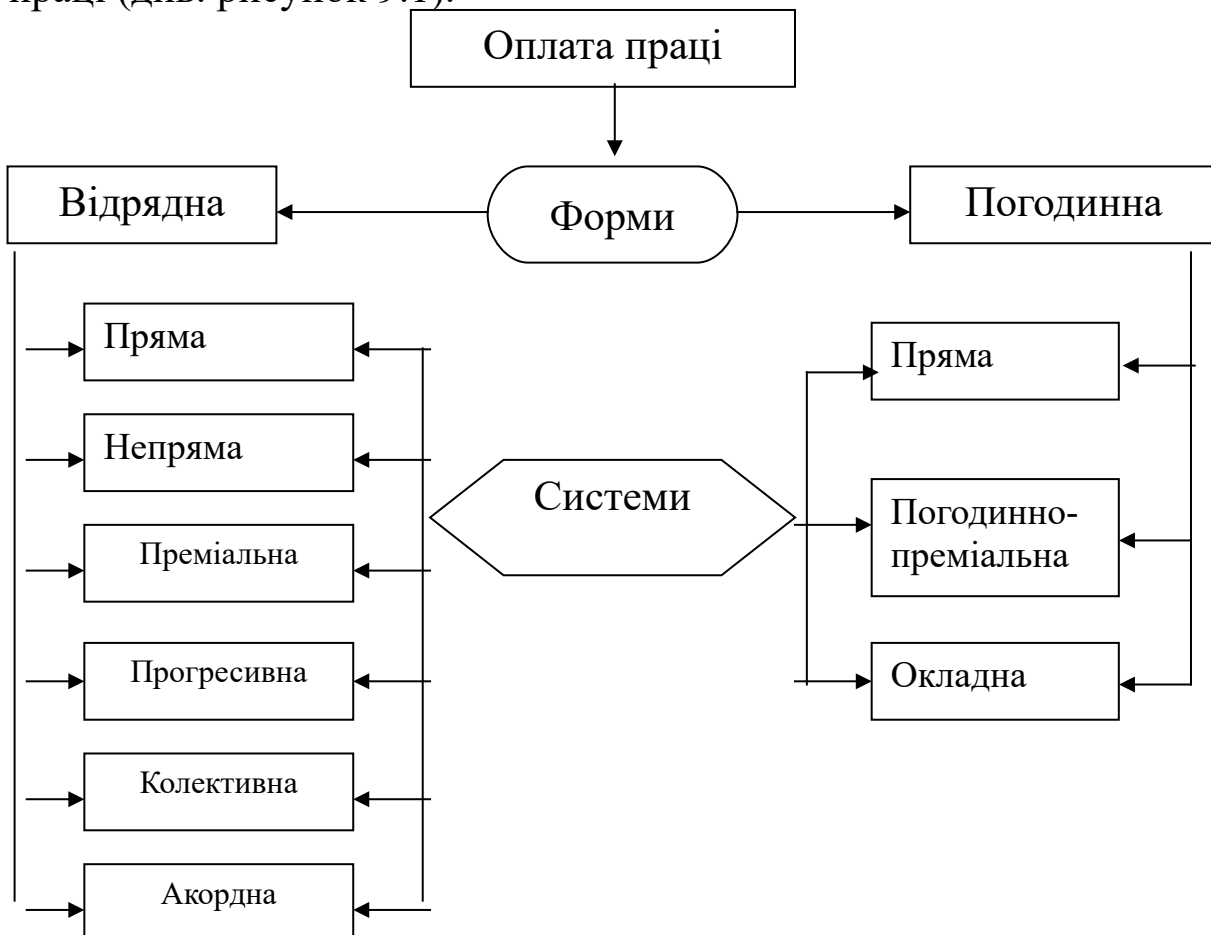 праці (див. рисунок 9.1).
Оплата праці
Відрядна
Форми
Погодинна
Пряма
Непряма
Преміальна
Прогресивна
Колективна
Акордна
Системи
Пряма
Погодинно-
преміальна
Окладна